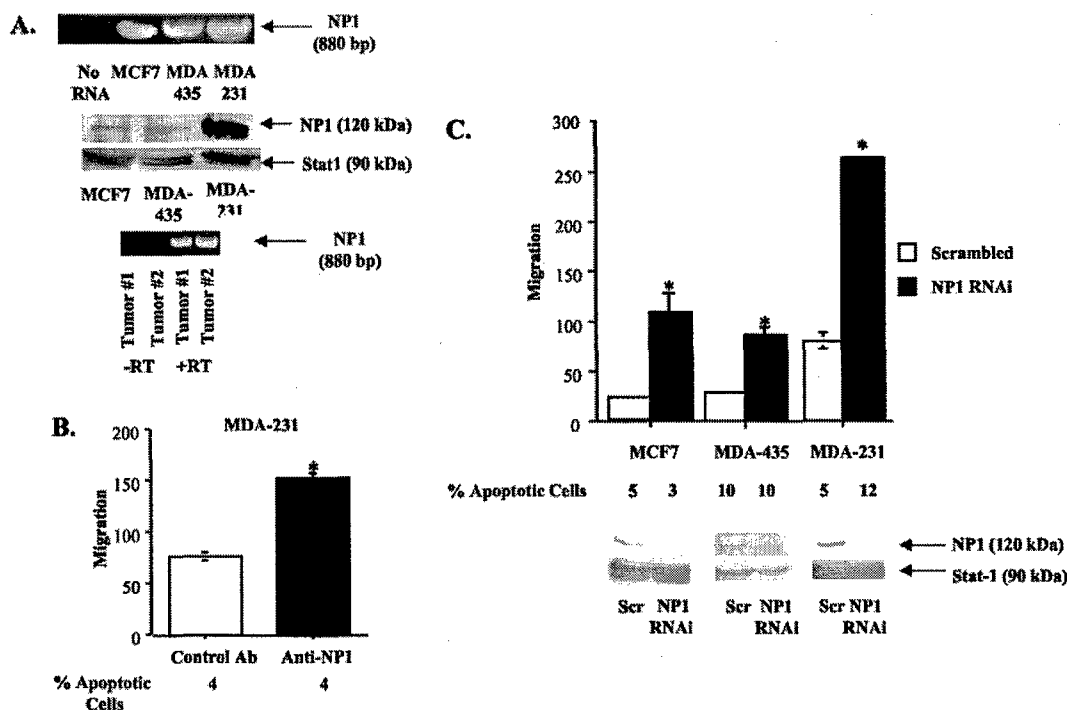 A.
NP1
(880 bp)
No RNA
MCF7
MDA 435
MDA 231
NP1 (120 kDa)
Stat1 (90 kDa)
MCF7
MDA-435
MDA-231
NP1
(880 bp)
Tumor #1
Tumor #2
Tumor #1
Tumor #2
-RT
+RT
B.
MDA-231
Migration
200
150
100
50
0
*
Control Ab
Anti-NP1
% Apoptotic Cells
4
4
C.
Migration
300
250
200
150
100
50
0
*
*
*
Scrambled
NP1 RNAi
MCF7
MDA-435
MDA-231
% Apoptotic Cells
5
3
10
10
5
12
NP1 (120 kDa)
Stat-1 (90 kDa)
Scr
NP1 RNAi
Scr
NP1 RNAi
Scr
NP1 RNAi